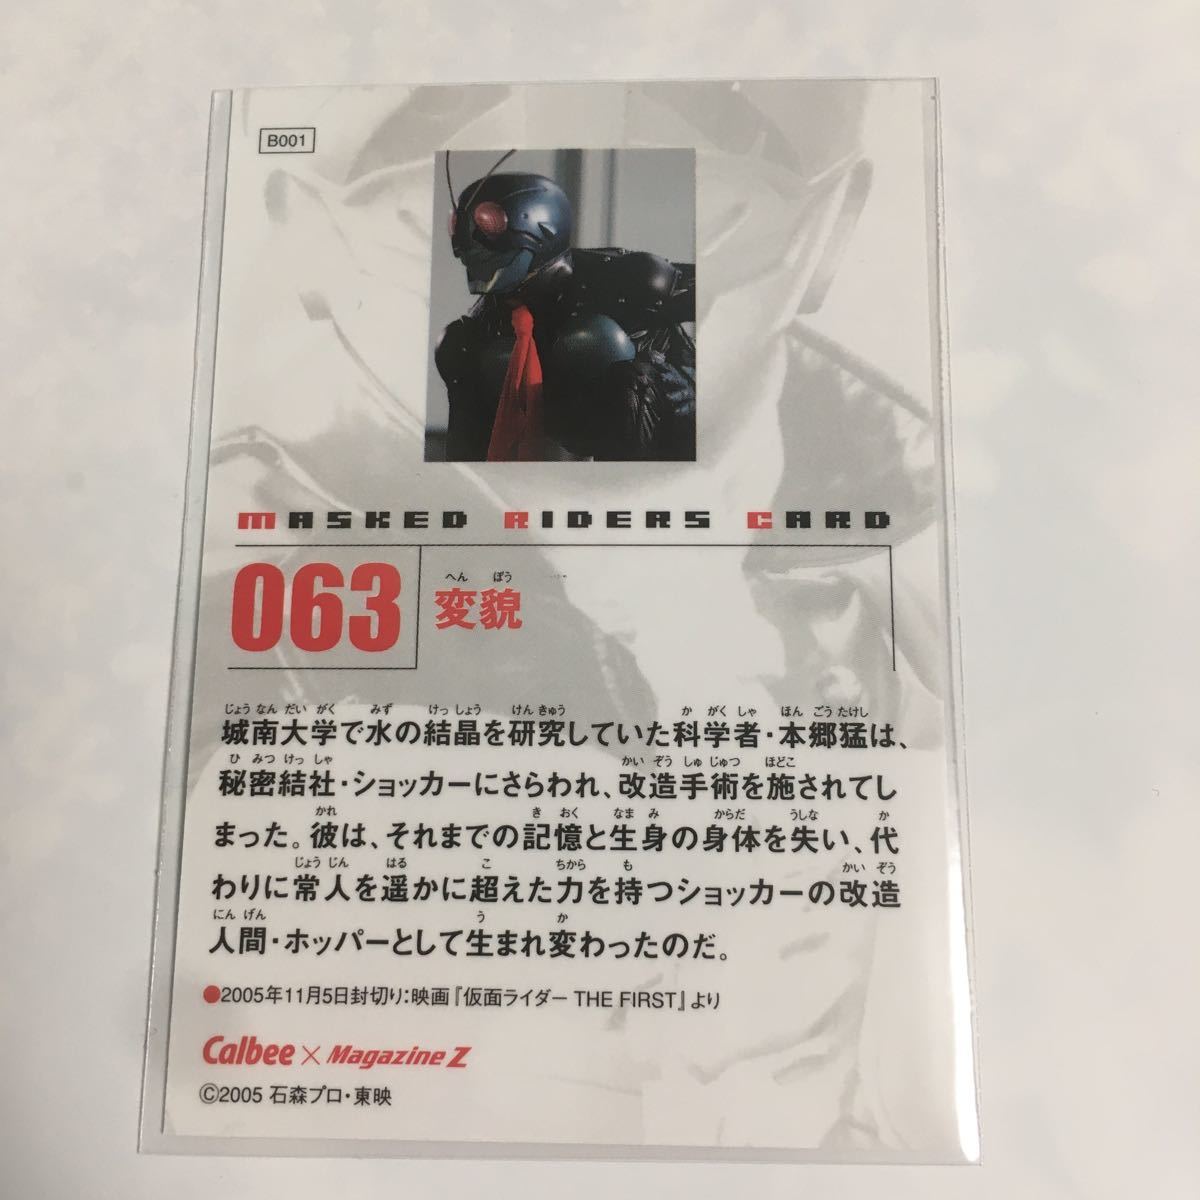 B001
MASKED RIDERS CARD
063
へんぼう
変貌
じょうなんだいがく みず けっしょう けんきゅう かがくしゃ ほんごうたけし
城南大学で水の結晶を研究していた科学者・本郷猛は、
ひみつけっしゃ かいぞうしゅじゅつ ほどこ
秘密結社・ショッカーにさらわれ、改造手術を施されてし
かれ きおく なまみ からだ うしな か
まった。彼は、それまでの記憶と生身の身体を失い、代
じょうじん はる こ ちから も かいぞう
わりに常人を遥かに超えた力を持つショッカーの改造
にんげん う か
人間・ホッパーとして生まれ変わったのだ。
●2005年11月5日封切り：映画『仮面ライダー THE FIRST』より
Calbee × Magazine Z
©2005 石森プロ・東映